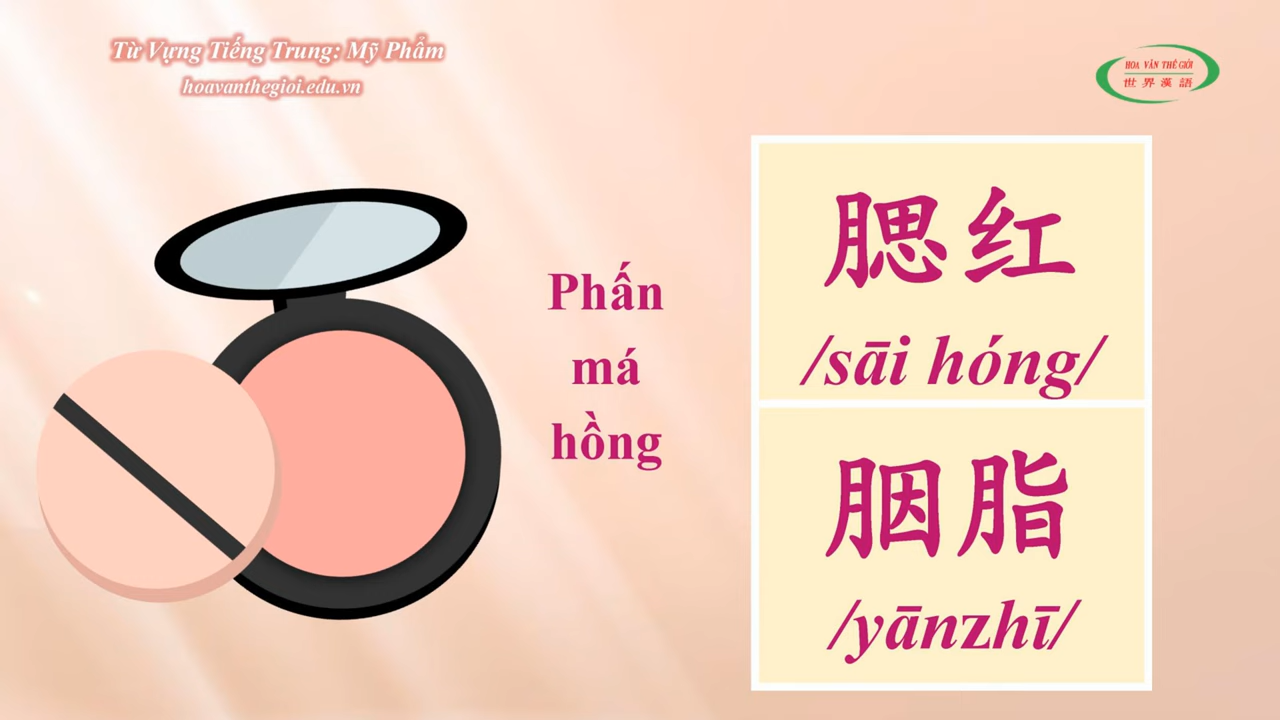 Từ Vựng Tiếng Trung: Mỹ Phẩm
hoavanthegioi.edu.vn
HOA VĂN THẾ GIỚI
世界漢語
Phấn
má
hồng
腮红
/sāi hóng/
胭脂
/yānzhī/